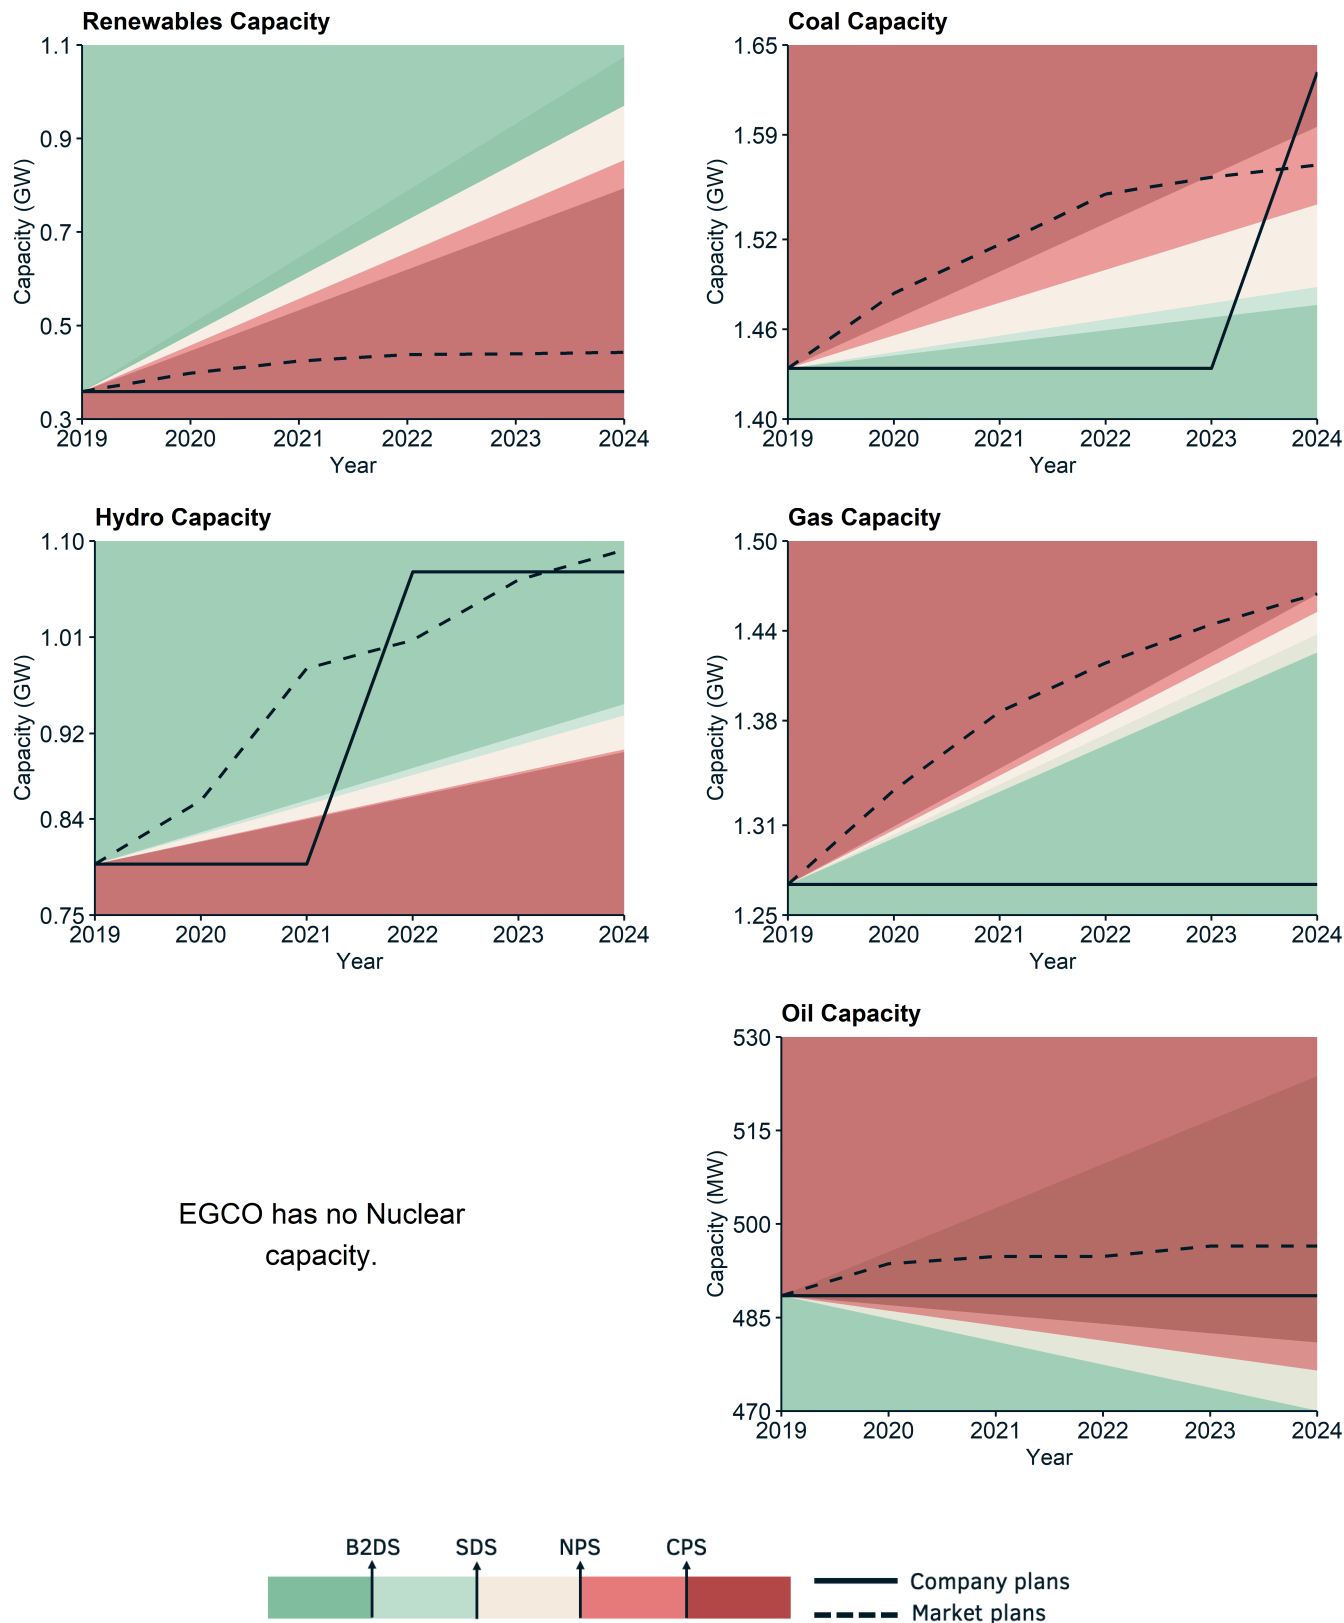 Renewables Capacity
1.1
0.9
0.7
0.5
0.3
Capacity (GW)
2019 2020 2021 2022 2023 2024
Year
Coal Capacity
1.65
1.59
1.52
1.46
1.40
Capacity (GW)
2019 2020 2021 2022 2023 2024
Year
Hydro Capacity
1.10
1.01
0.92
0.84
0.75
Capacity (GW)
2019 2020 2021 2022 2023 2024
Year
Gas Capacity
1.50
1.44
1.38
1.31
1.25
Capacity (GW)
2019 2020 2021 2022 2023 2024
Year
EGCO has no Nuclear
capacity.
Oil Capacity
530
515
500
485
470
Capacity (MW)
2019 2020 2021 2022 2023 2024
Year
B2DS SDS NPS CPS
Company plans
Market plans